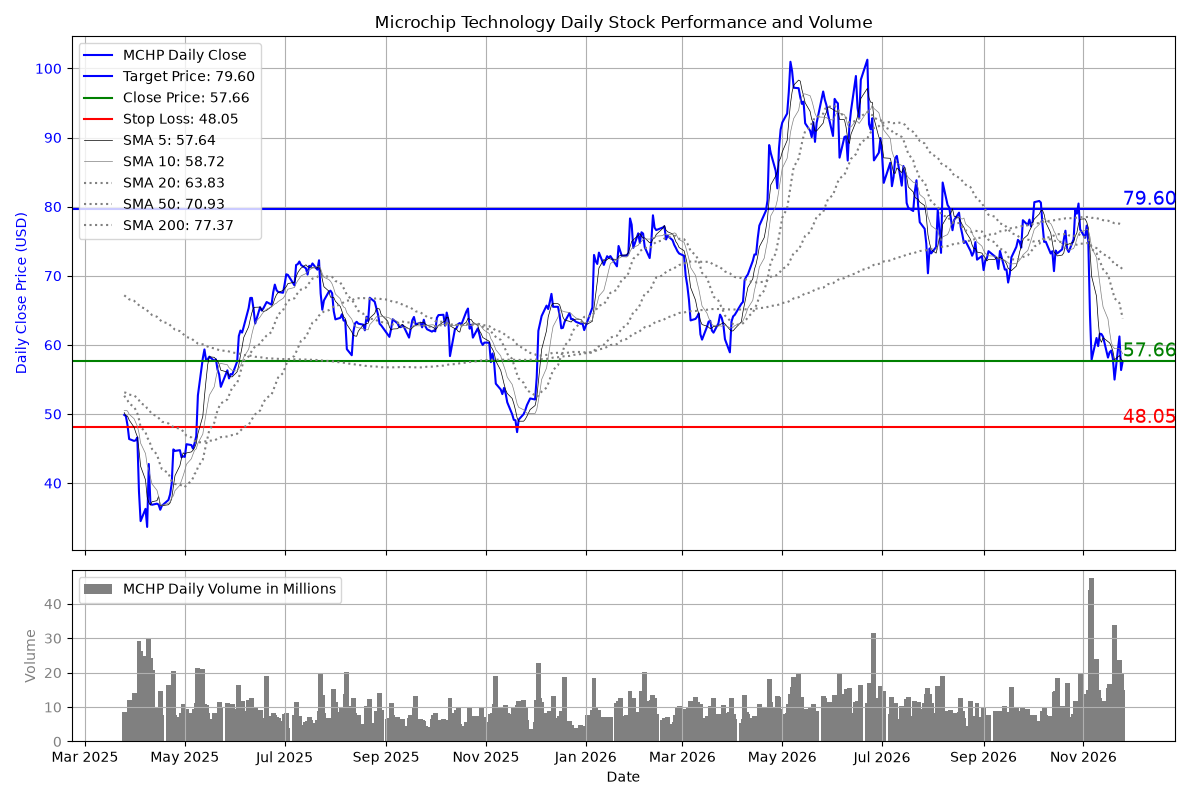 Microchip Technology Daily Stock Performance and Volume
MCHP Daily Close
Target Price: 79.60
Close Price: 57.66
Stop Loss: 48.05
SMA 5: 57.64
SMA 10: 58.72
SMA 20: 63.83
SMA 50: 70.93
SMA 200: 77.37
100
90
80
70
60
50
40
Daily Close Price (USD)
79.60
57.66
48.05
MCHP Daily Volume in Millions
40
30
20
10
0
Volume
Mar 2025 May 2025 Jul 2025 Sep 2025 Nov 2025 Jan 2026 Mar 2026 May 2026 Jul 2026 Sep 2026 Nov 2026
Date